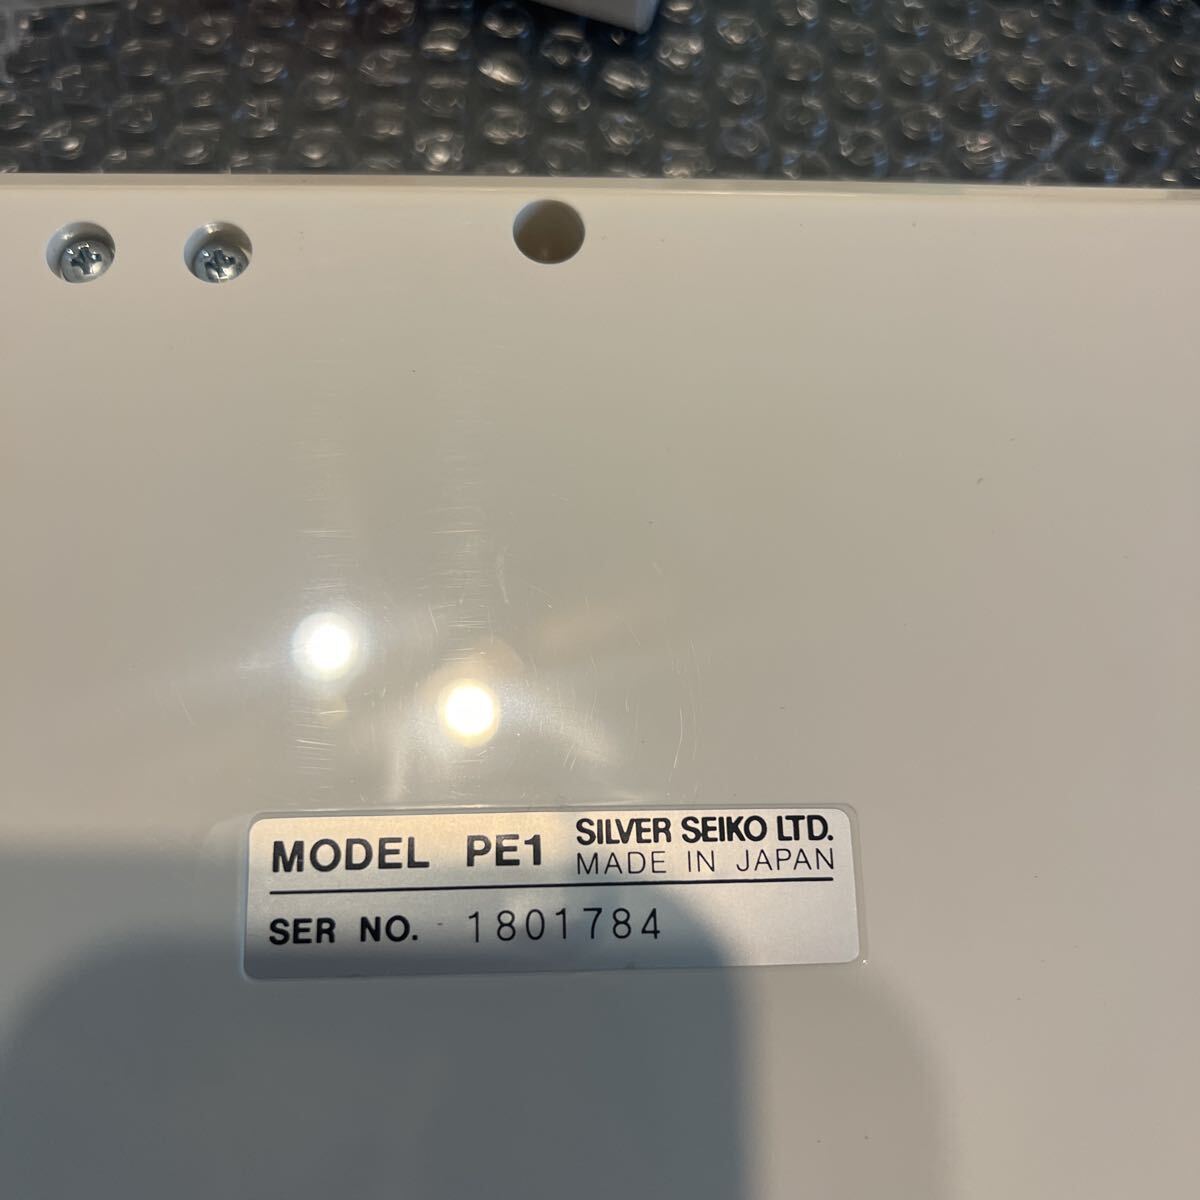 MODEL PE1 SILVER SEIKO LTD.
MADE IN JAPAN
SER NO. 1801784